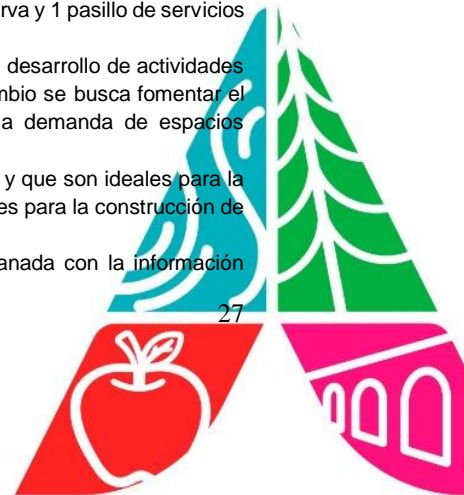 rva y 1 pasillo de servicios
desarrollo de actividades
mbio se busca fomentar el
a demanda de espacios
y que son ideales para la
es para la construcción de
anada con la información
27